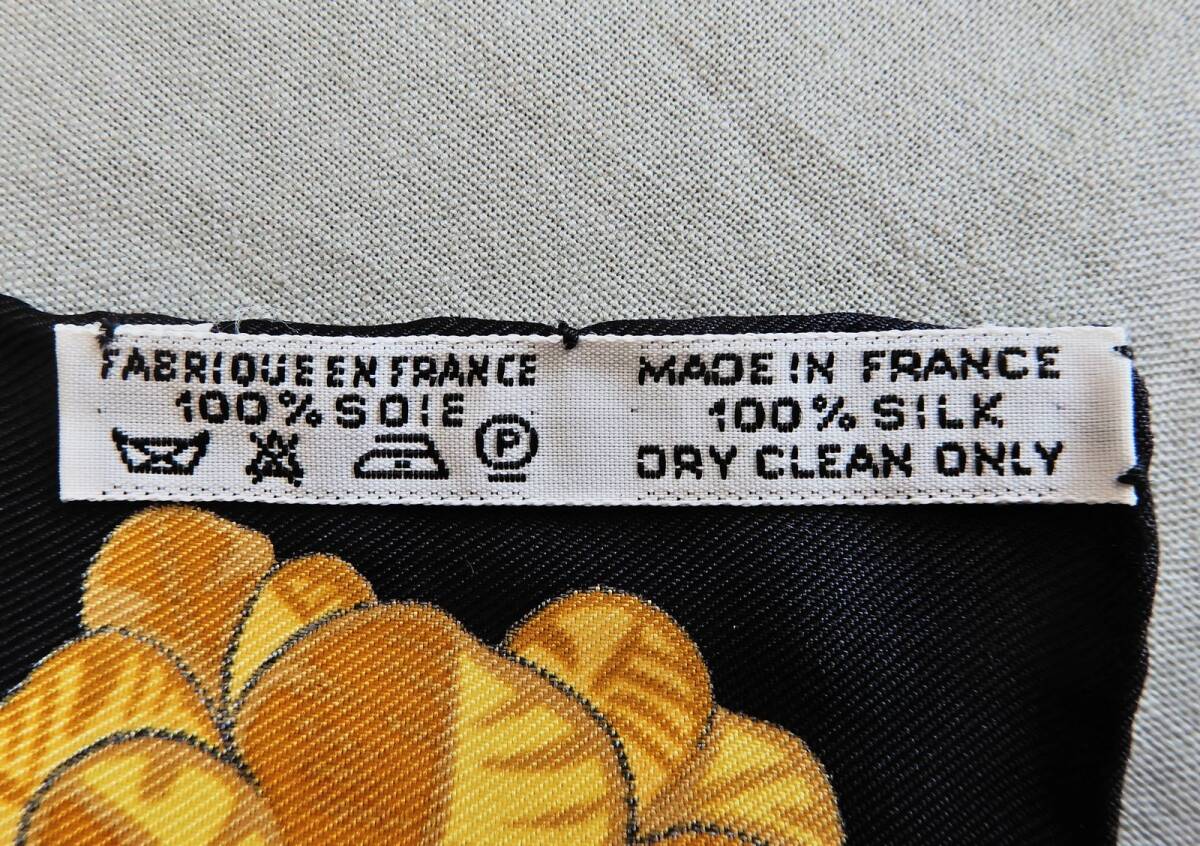 FABRIQUE EN FRANCE
100% SOIE
P
MADE IN FRANCE
100% SILK
DRY CLEAN ONLY